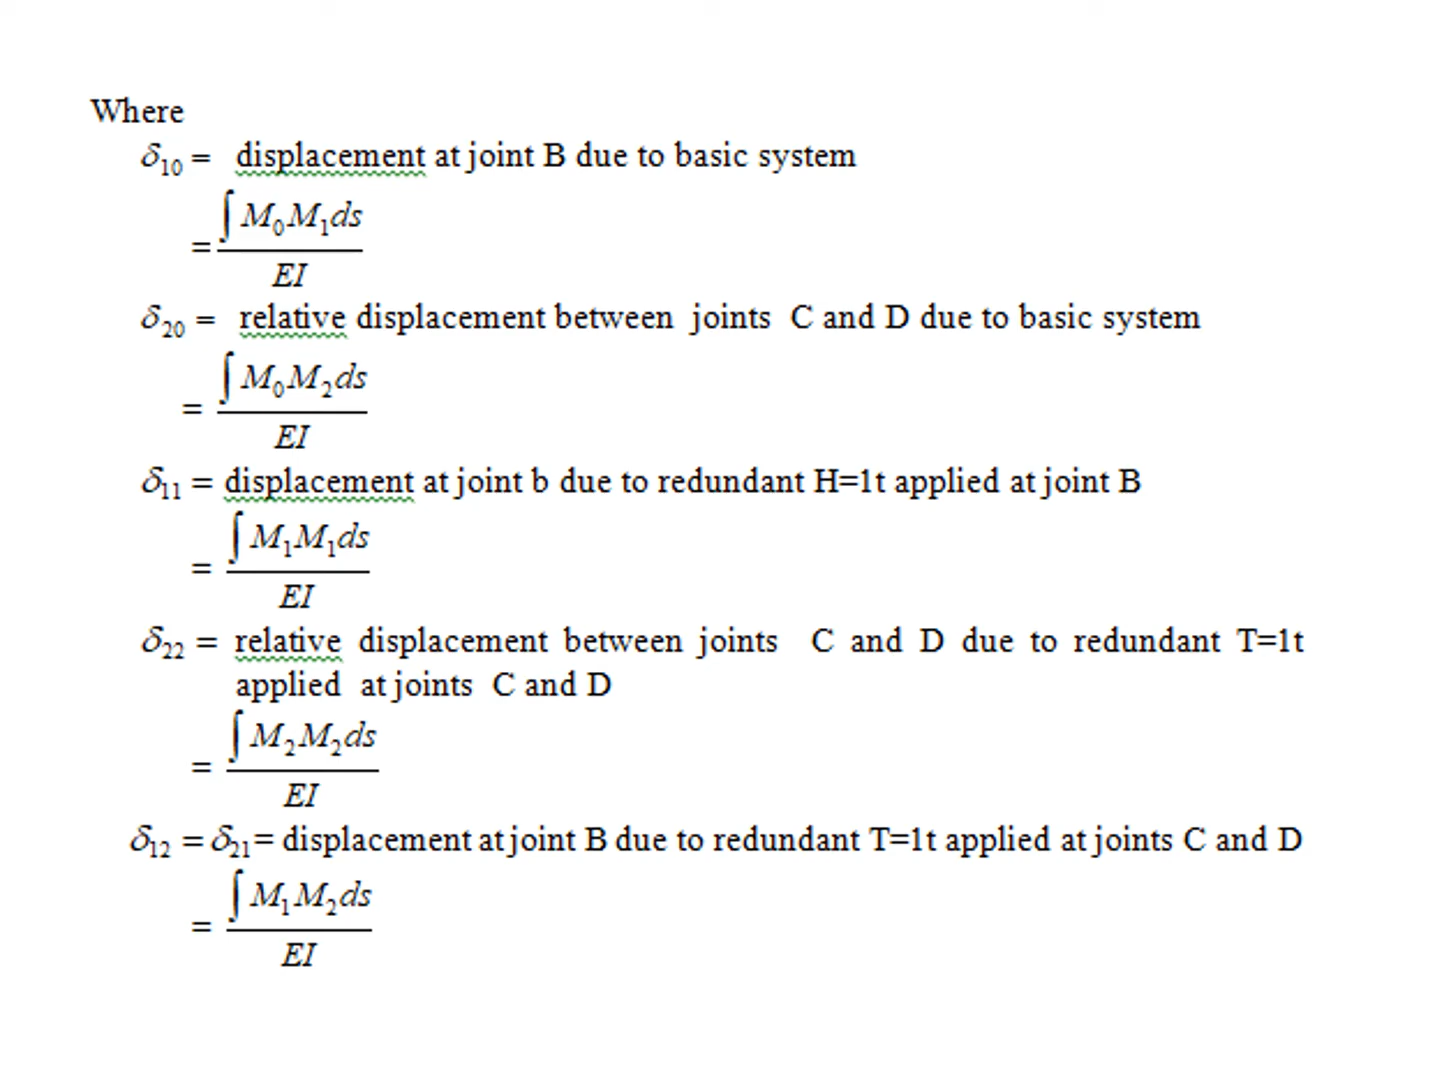 Where
δ₁₀ = displacement at joint B due to basic system
= ∫M₀M₁ds / EI
δ₂₀ = relative displacement between joints C and D due to basic system
= ∫M₀M₂ds / EI
δ₁₁ = displacement at joint b due to redundant H=1t applied at joint B
= ∫M₁M₁ds / EI
δ₂₂ = relative displacement between joints C and D due to redundant T=1t
applied at joints C and D
= ∫M₂M₂ds / EI
δ₁₂ = δ₂₁= displacement at joint B due to redundant T=1t applied at joints C and D
= ∫M₁M₂ds / EI